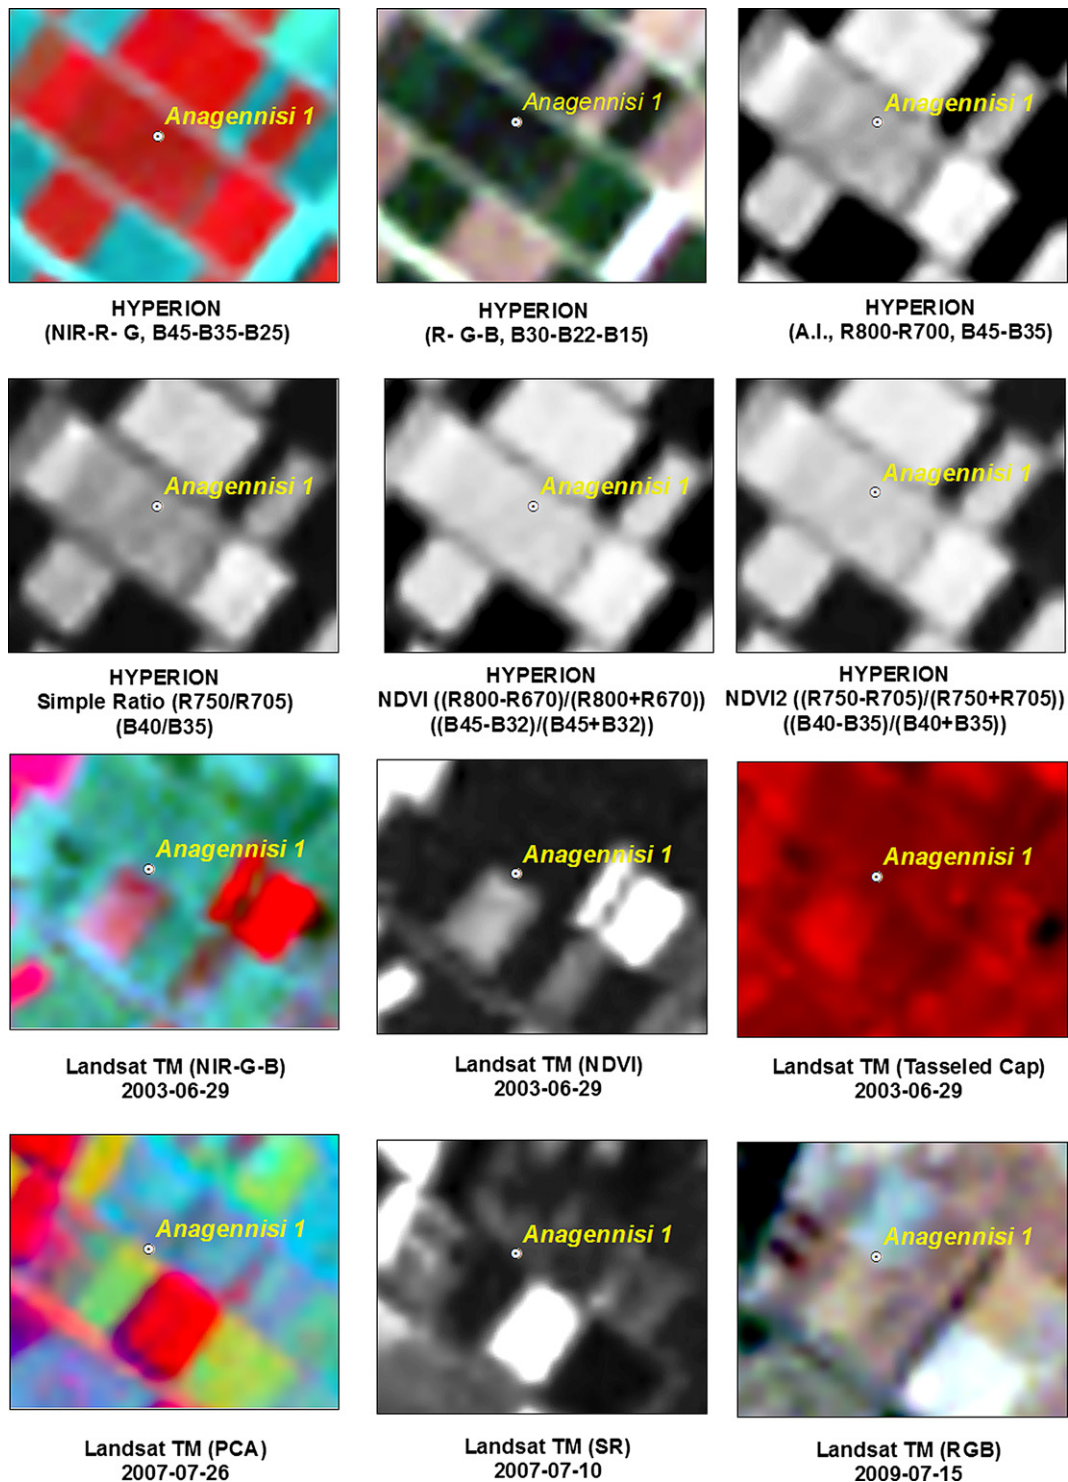 Anagennisi 1
Anagennisi 1
Anagennisi 1
HYPERION
(NIR-R- G, B45-B35-B25)
HYPERION
(R- G-B, B30-B22-B15)
HYPERION
(A.I., R800-R700, B45-B35)
Anagennisi 1
Anagennisi 1
Anagennisi 1
HYPERION
Simple Ratio (R750/R705)
(B40/B35)
HYPERION
NDVI ((R800-R670)/(R800+R670))
((B45-B32)/(B45+B32))
HYPERION
NDVI2 ((R750-R705)/(R750+R705))
((B40-B35)/(B40+B35))
Anagennisi 1
Anagennisi 1
Anagennisi 1
Landsat TM (NIR-G-B)
2003-06-29
Landsat TM (NDVI)
2003-06-29
Landsat TM (Tasseled Cap)
2003-06-29
Anagennisi 1
Anagennisi 1
Anagennisi 1
Landsat TM (PCA)
2007-07-26
Landsat TM (SR)
2007-07-10
Landsat TM (RGB)
2009-07-15